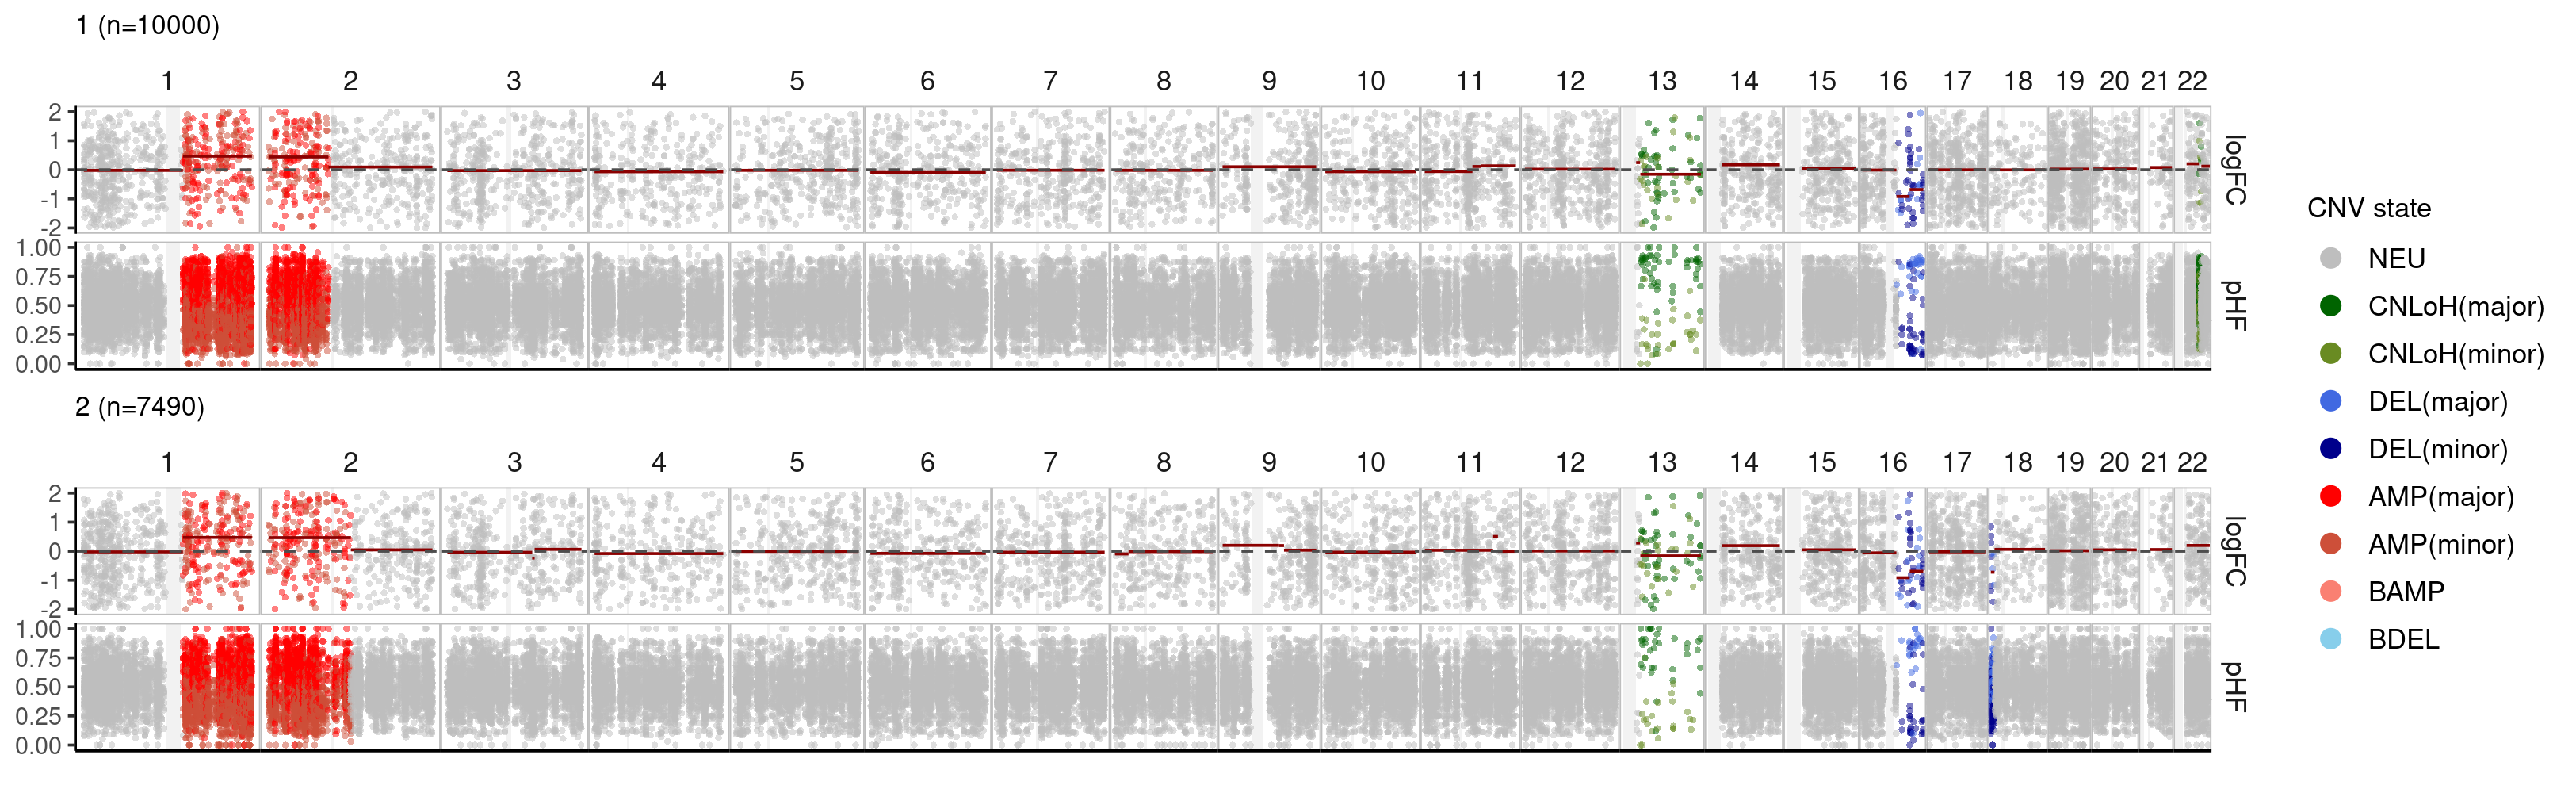 1 (n=10000)
1 2 3 4 5 6 7 8 9 10 11 12 13 14 15 16 17 18 19 20 21 22
2
1
0
-1
-2
logFC
1.00
0.75
0.50
0.25
0.00
pHF
2 (n=7490)
1 2 3 4 5 6 7 8 9 10 11 12 13 14 15 16 17 18 19 20 21 22
2
1
0
-1
-2
logFC
1.00
0.75
0.50
0.25
0.00
pHF
CNV state
NEU
CNLoH(major)
CNLoH(minor)
DEL(major)
DEL(minor)
AMP(major)
AMP(minor)
BAMP
BDEL